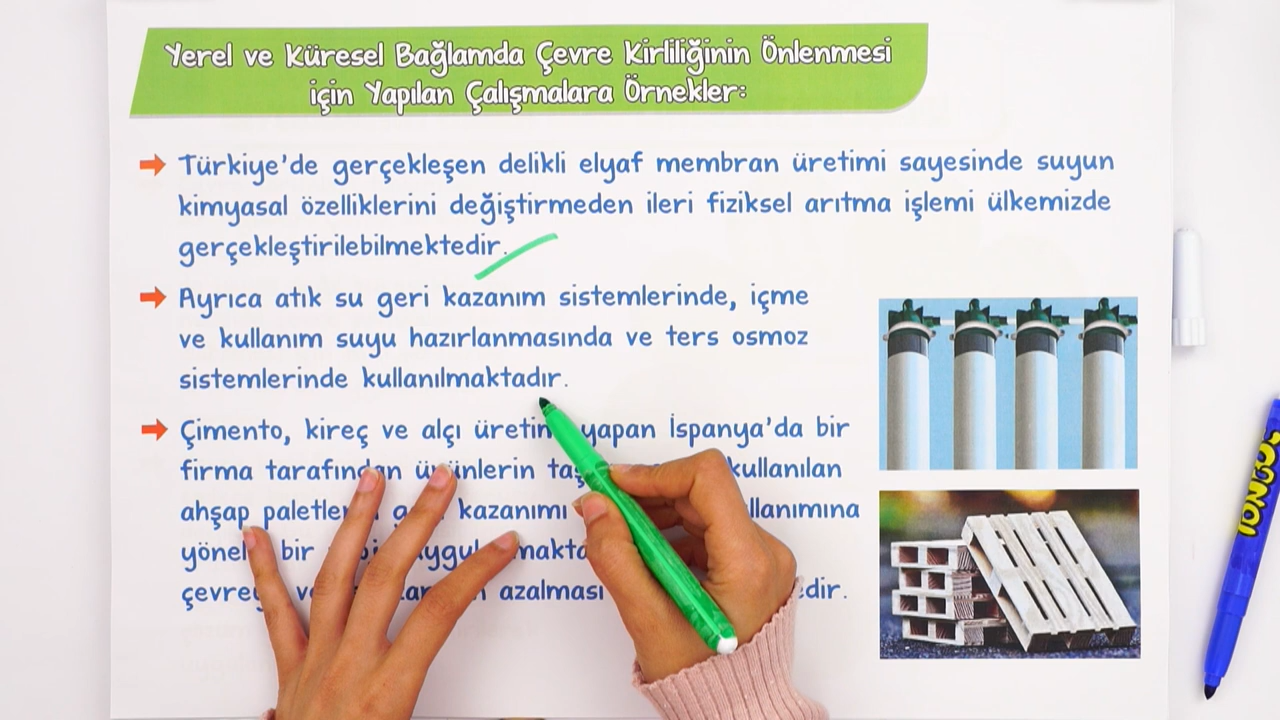 Yerel ve Küresel Bağlamda Çevre Kirliliğinin Önlenmesi
için Yapılan Çalışmalara Örnekler:
Türkiye'de gerçekleşen delikli elyaf membran üretimi sayesinde suyun
kimyasal özelliklerini değiştirmeden ileri fiziksel arıtma işlemi ülkemizde
gerçekleştirilebilmektedir.
Ayrıca atık su geri kazanım sistemlerinde, içme
ve kullanım suyu hazırlanmasında ve ters osmoz
sistemlerinde kullanılmaktadır.
Çimento, kireç ve alçı üretimi yapan İspanya'da bir
firma tarafından ürünlerin kullanılan
ahşap kazanımı
bir
azalması